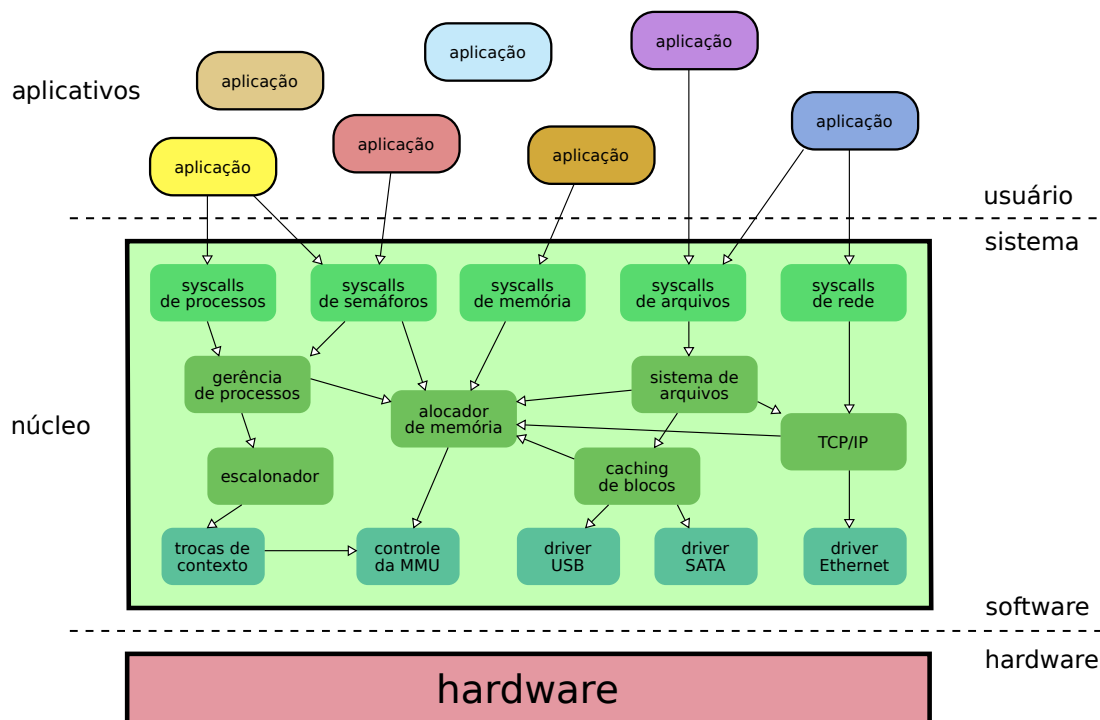 aplicação
aplicação
aplicação
aplicativos
aplicação
aplicação
aplicação
aplicação
usuário
sistema
syscalls
de processos
syscalls
de semáforos
syscalls
de memória
syscalls
de arquivos
syscalls
de rede
gerência
de processos
sistema de
arquivos
alocador
de memória
núcleo
TCP/IP
escalonador
caching
de blocos
trocas de
contexto
controle
da MMU
driver
USB
driver
SATA
driver
Ethernet
software
hardware
hardware